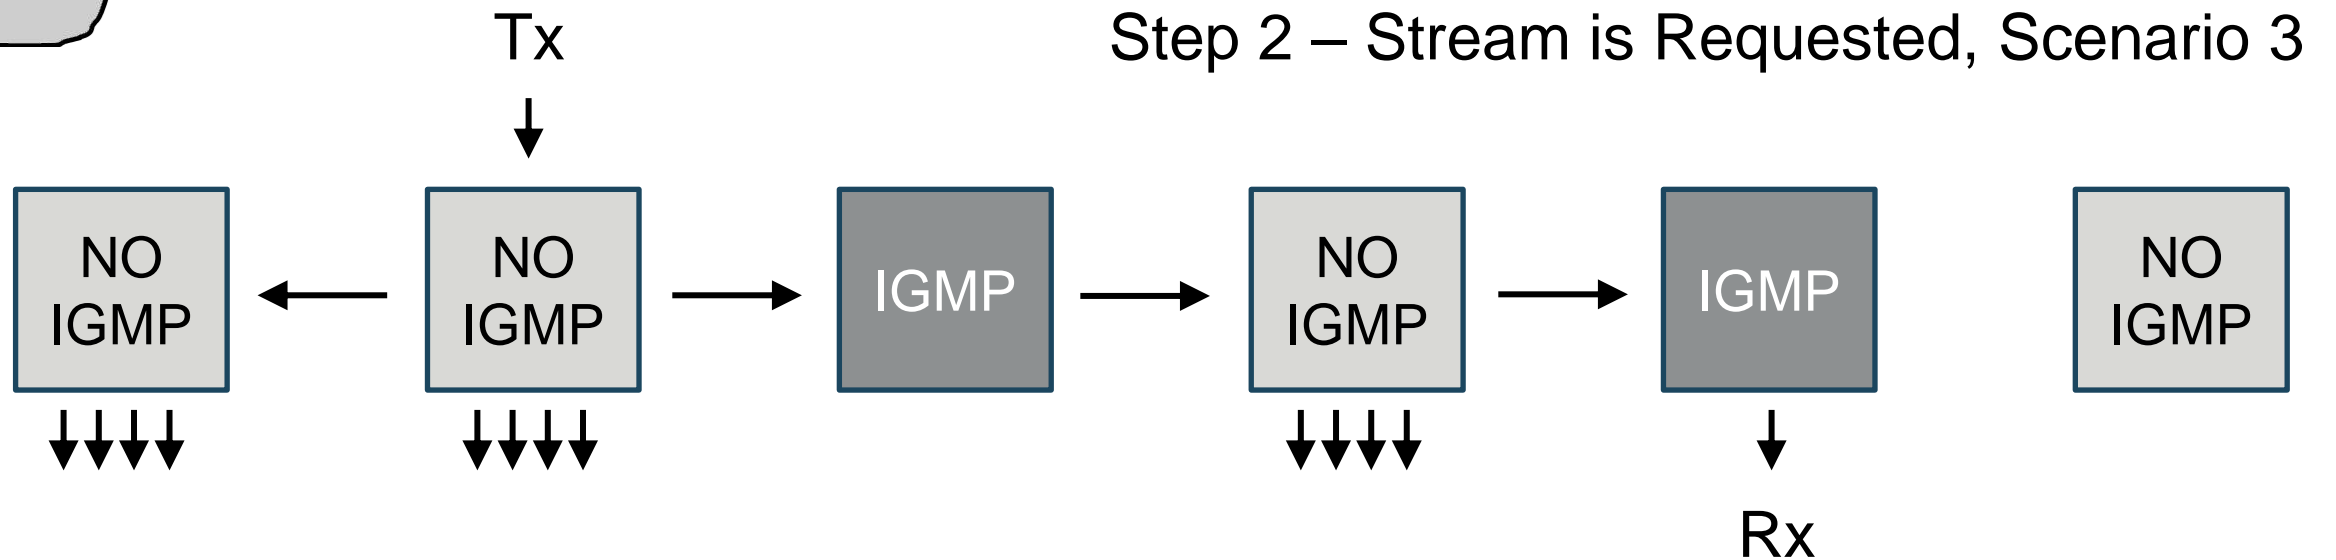 Tx
Step 2 – Stream is Requested, Scenario 3
NO
IGMP
NO
IGMP
IGMP
NO
IGMP
IGMP
NO
IGMP
Rx